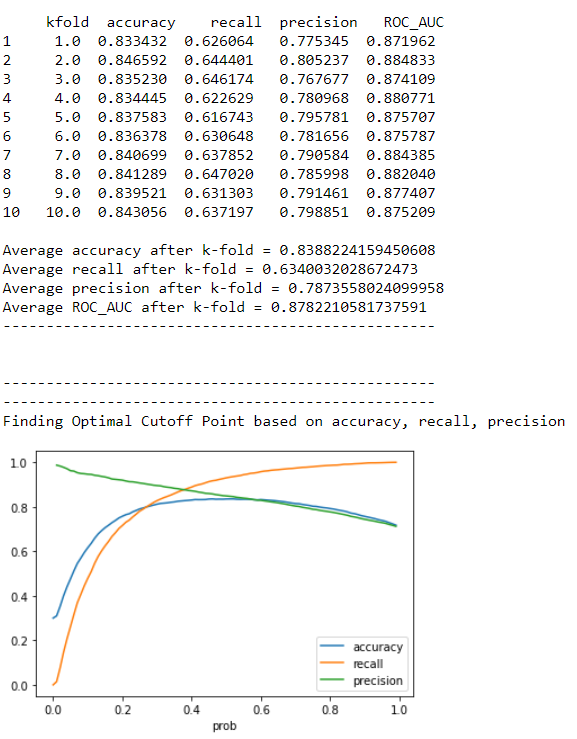 kfold accuracy recall precision ROC_AUC
1 1.0 0.833432 0.626064 0.775345 0.871962
2 2.0 0.846592 0.644401 0.805237 0.884833
3 3.0 0.835230 0.646174 0.767677 0.874109
4 4.0 0.834445 0.622629 0.780968 0.880771
5 5.0 0.837583 0.616743 0.795781 0.875707
6 6.0 0.836378 0.630648 0.781656 0.875787
7 7.0 0.840699 0.637852 0.790584 0.884385
8 8.0 0.841289 0.647020 0.785998 0.882040
9 9.0 0.839521 0.631303 0.791461 0.877407
10 10.0 0.843056 0.637197 0.798851 0.875209
Average accuracy after k-fold = 0.8388224159450608
Average recall after k-fold = 0.6340032028672473
Average precision after k-fold = 0.7873558024099958
Average ROC_AUC after k-fold = 0.8782210581737591
--------------------------------------------------
--------------------------------------------------
--------------------------------------------------
Finding Optimal Cutoff Point based on accuracy, recall, precision
1.0
0.8
0.6
0.4
0.2
0.0
accuracy
recall
precision
0.0 0.2 0.4 0.6 0.8 1.0
prob